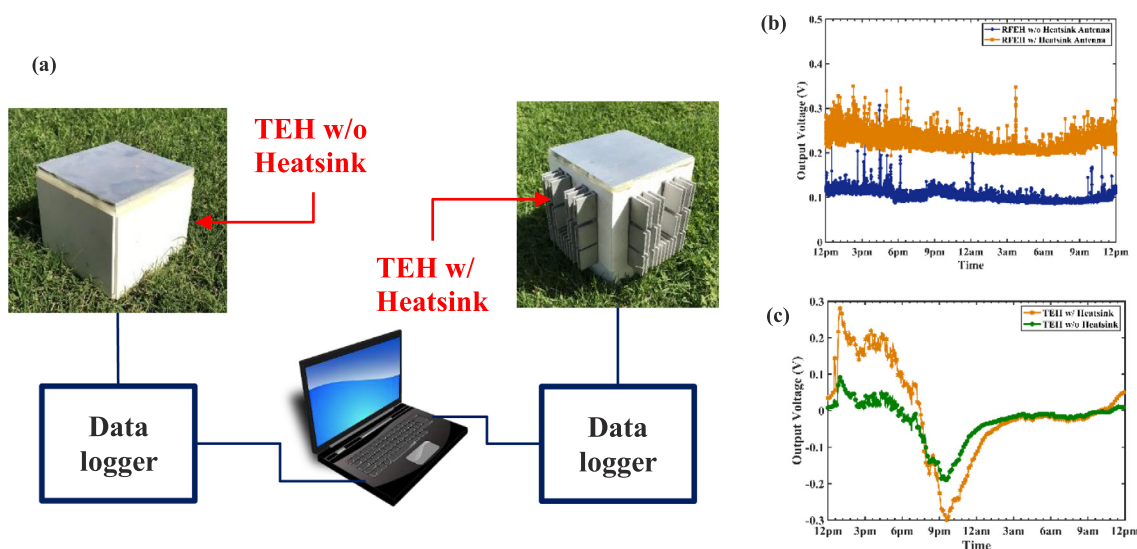 (a)
TEH w/o
Heatsink
TEH w/
Heatsink
Data
logger
Data
logger
(b)
0.5
0.4
0.3
0.2
0.1
0
Output Voltage (V)
RFEH w/o Heatsink Antenna
RFEH w/ Heatsink Antenna
12pm 3pm 6pm 9pm 12am 3am 6am 9am 12pm
Time
(c)
0.3
0.2
0.1
0
-0.1
-0.2
-0.3
Output Voltage (V)
TEH w/ Heatsink
TEH w/o Heatsink
12pm 3pm 6pm 9pm 12am 3am 6am 9am 12pm
Time